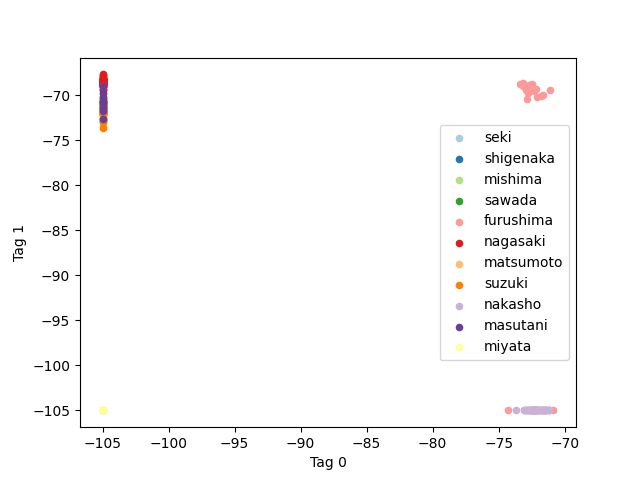 −70
−75
−80
−85
−90
−95
−100
−105
Tag 1
seki
shigenaka
mishima
sawada
furushima
nagasaki
matsumoto
suzuki
nakasho
masutani
miyata
−105 −100 −95 −90 −85 −80 −75 −70
Tag 0